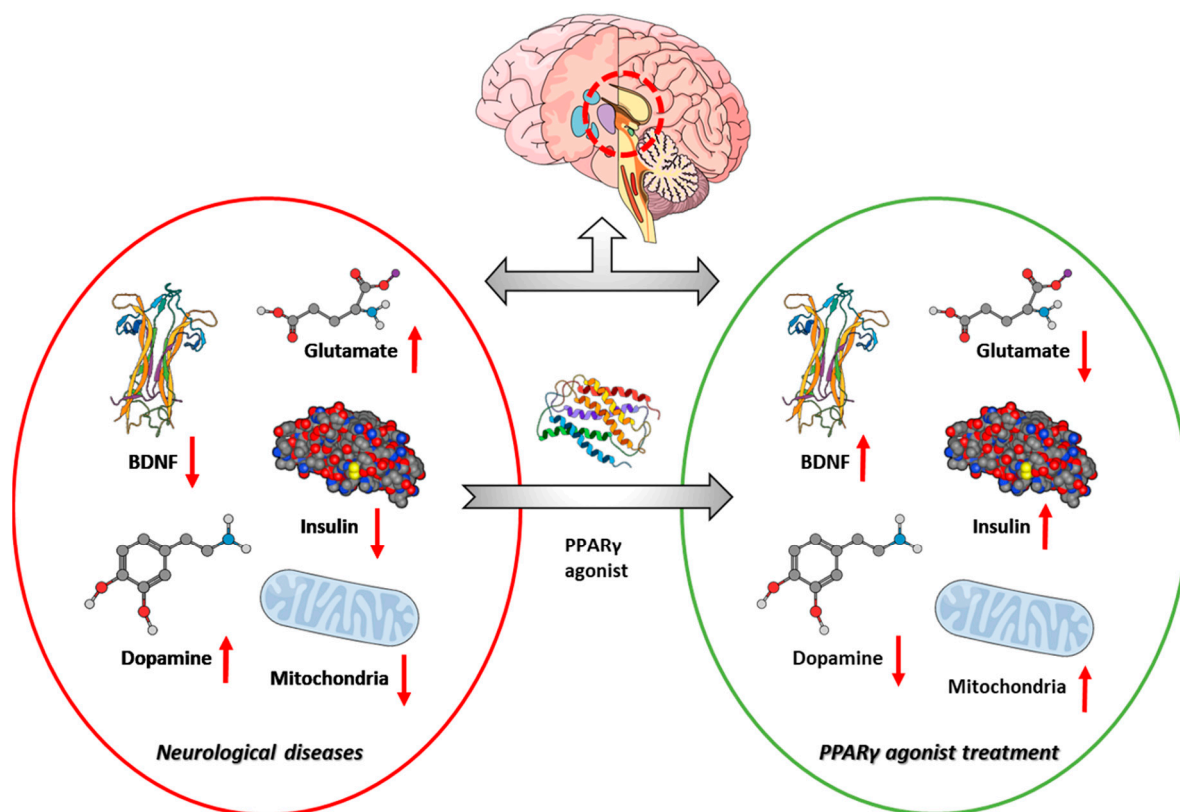 Glutamate
BDNF
Insulin
Dopamine
Mitochondria
Neurological diseases
PPARγ
agonist
Glutamate
BDNF
Insulin
Dopamine
Mitochondria
PPARγ agonist treatment